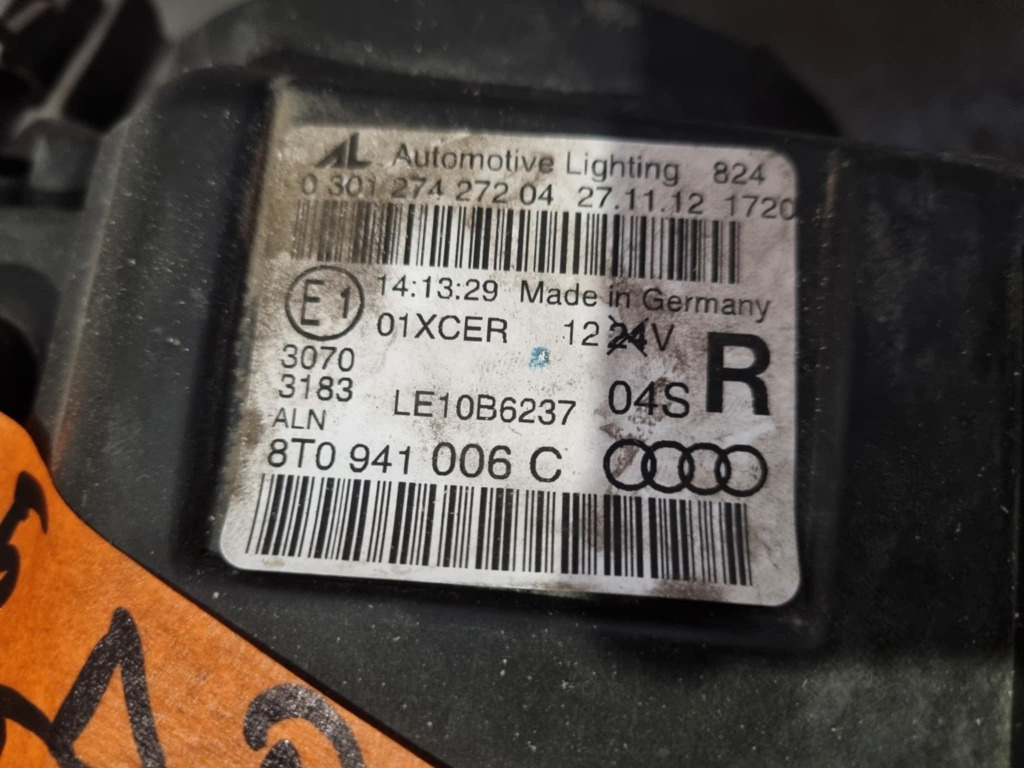 AL Automotive Lighting 824
0 301 274 272 04 27.11.12 1720
E1 14:13:29 Made in Germany
01XCER 12 24V R
3070
3183 LE10B6237 04S
ALN
8T0 941 006 C